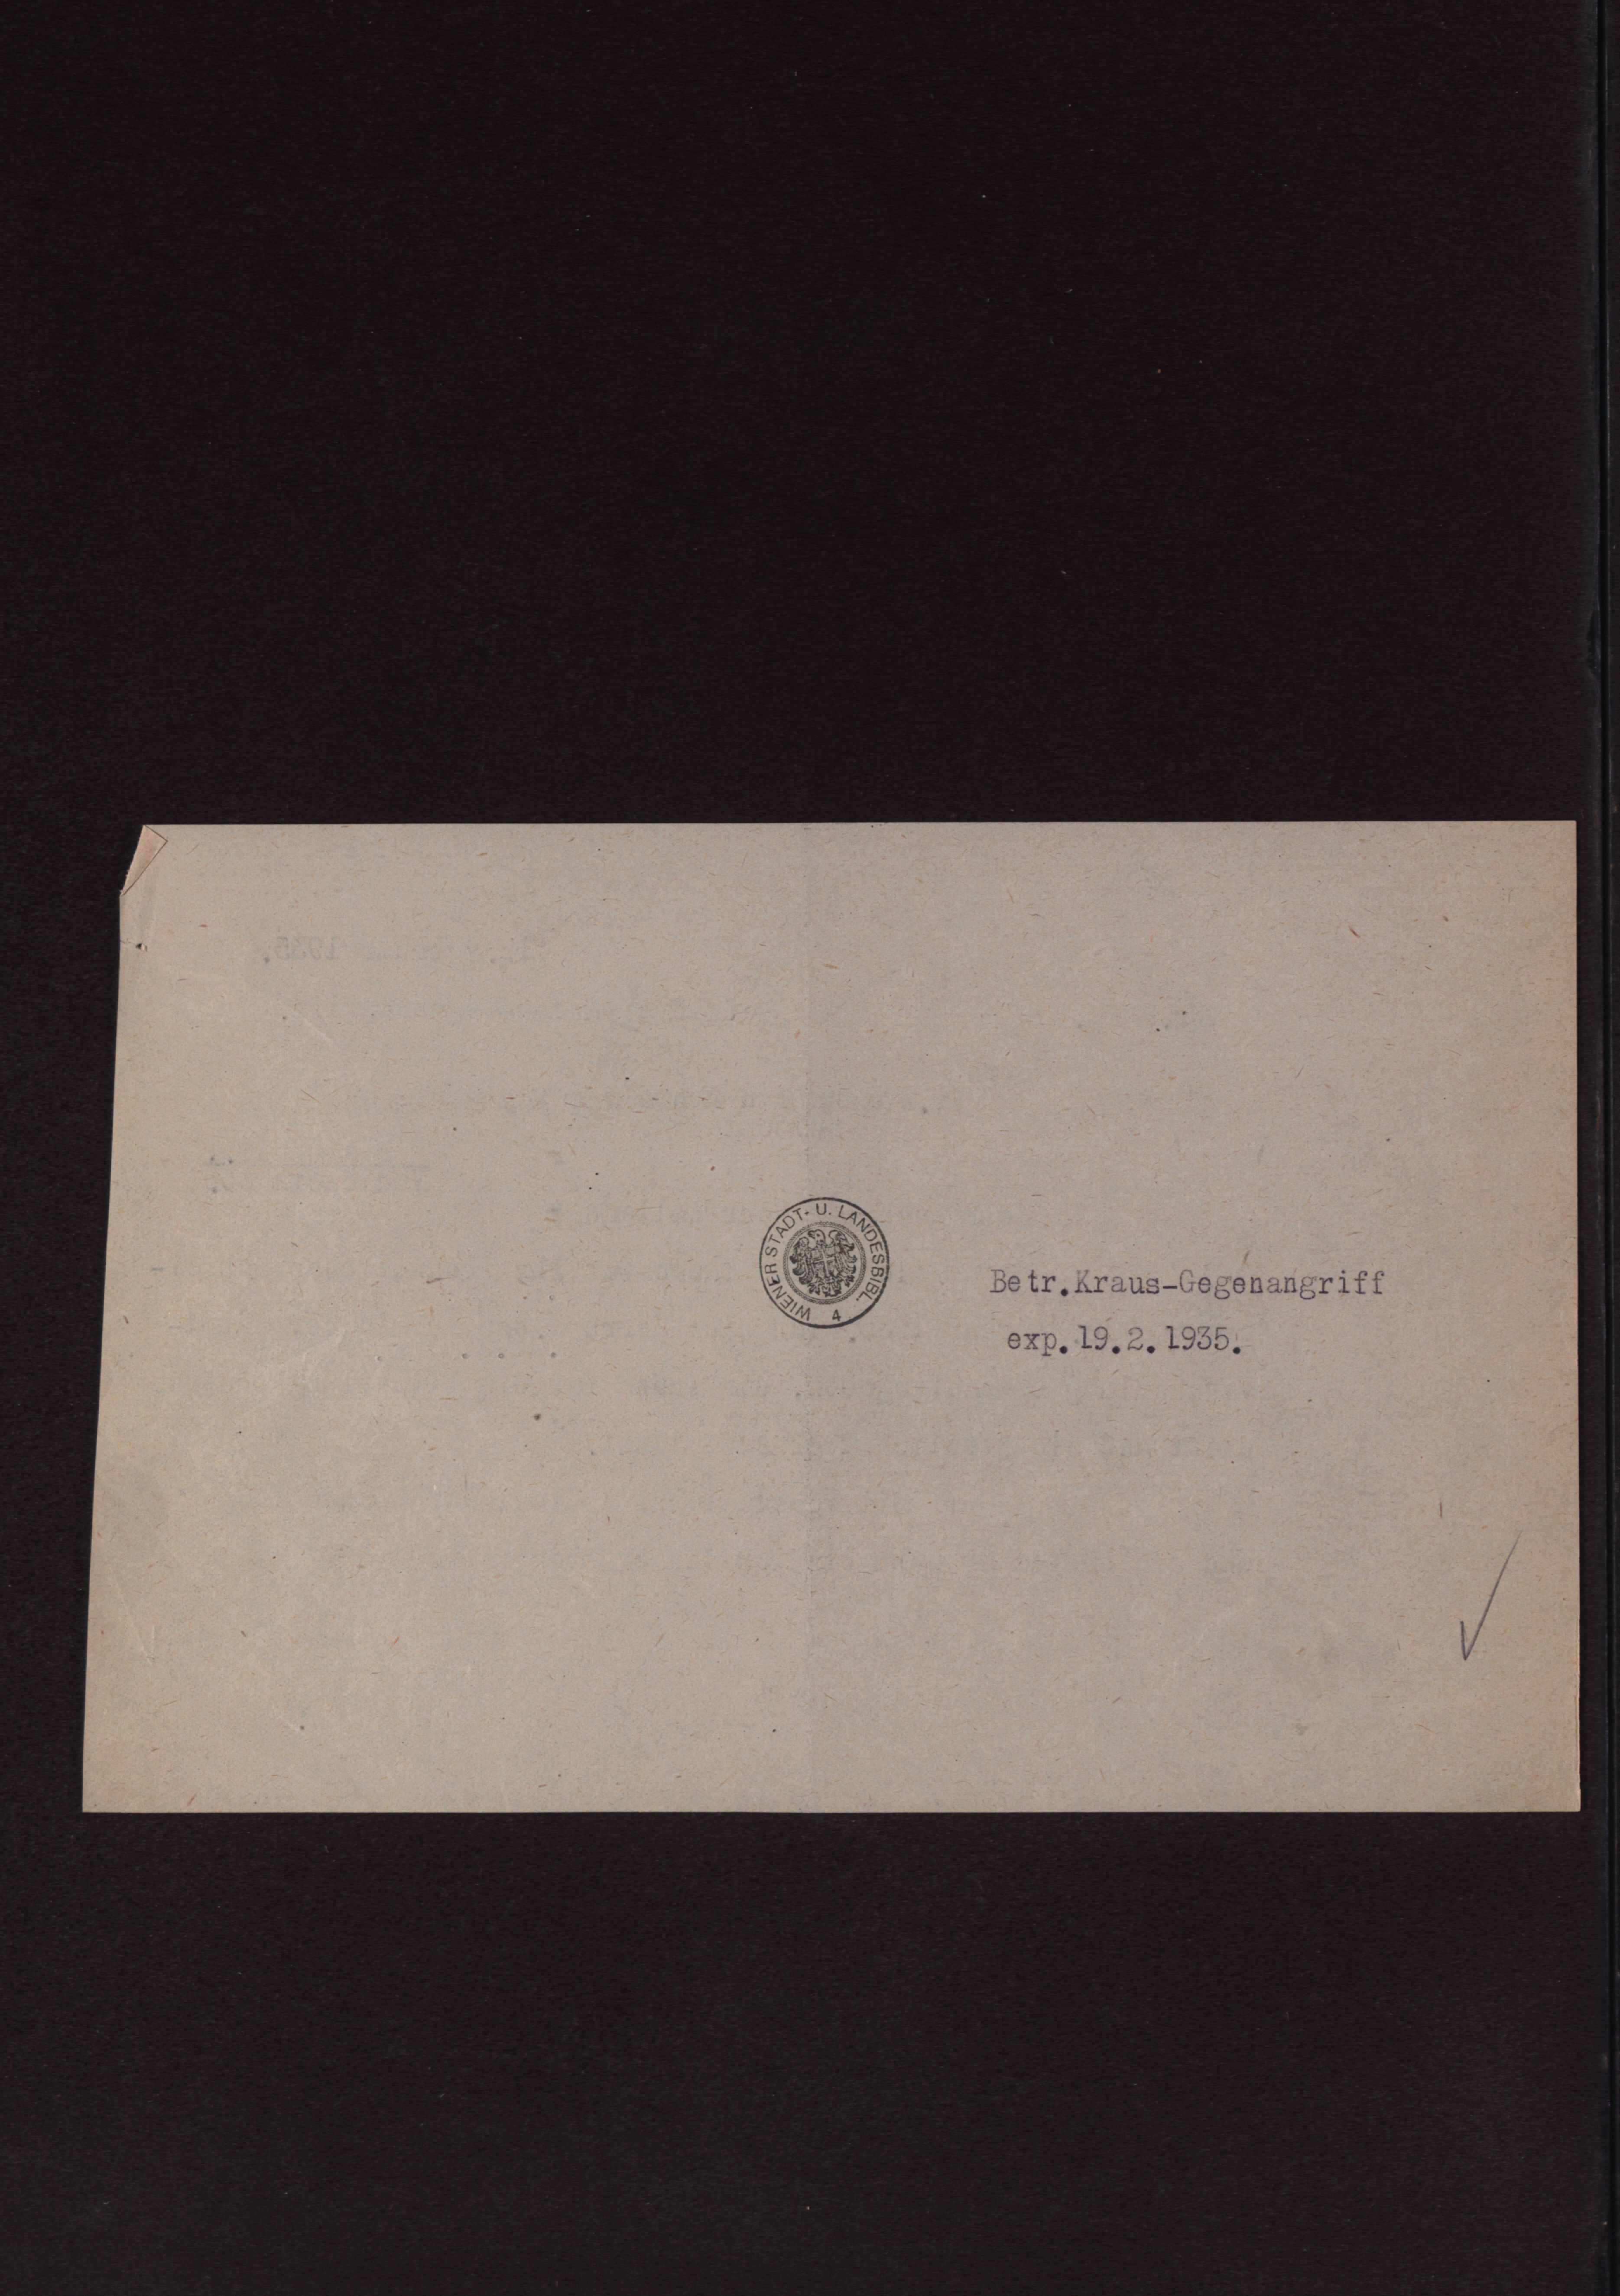 WIENER STADT- U. LANDESBIBL. 4
Betr.Kraus-Gegenangriff
exp.19.2.1935.